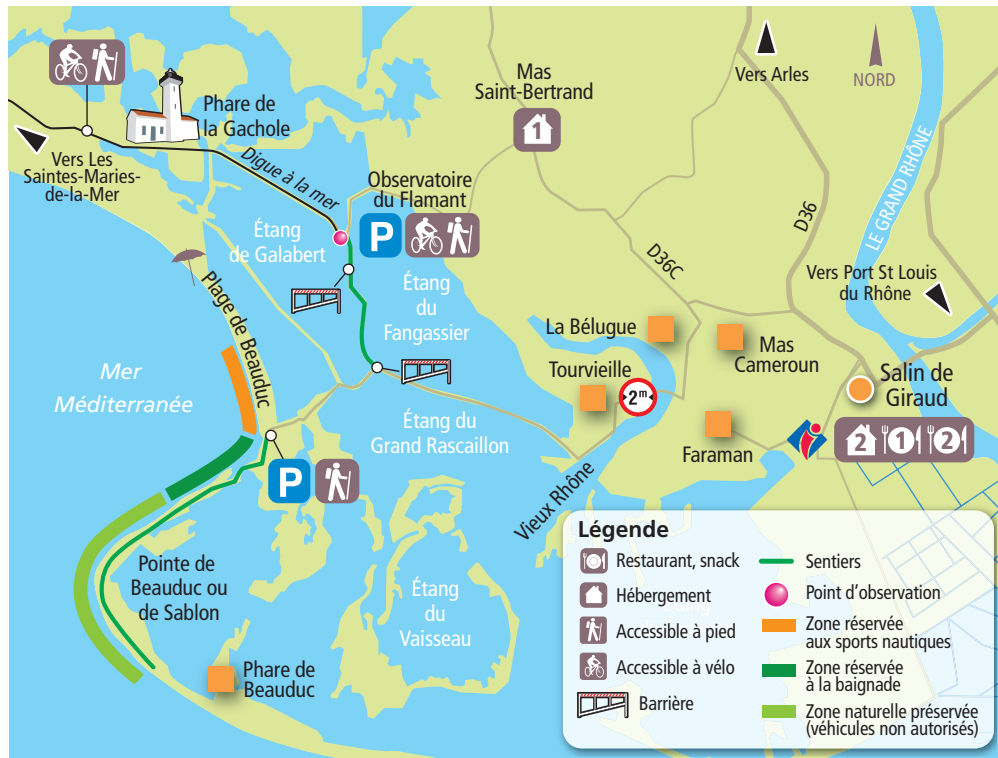 Phare de
la Gachole
Vers Les
Saintes-Maries-
de-la-Mer
Digue à la mer
Mas
Saint-Bertrand
1
Vers Arles
NORD
LE GRAND RHÔNE
D36
Observatoire
du Flamant
P
Étang
de Galabert
Étang
du
Fangassier
D36C
Vers Port St Louis
du Rhône
Plage de Beauduc
La Bélugue
Mas
Cameroun
Mer
Méditerranée
Tourvieille
2m
Salin de
Giraud
Étang du
Grand Rascaillon
Faraman
2
1
2
P
Vieux Rhône
Pointe de
Beauduc ou
de Sablon
Étang
du
Vaisseau
Phare de
Beauduc
Légende
Restaurant, snack
Hébergement
Accessible à pied
Accessible à vélo
Barrière
Sentiers
Point d'observation
Zone réservée
aux sports nautiques
Zone réservée
à la baignade
Zone naturelle préservée
(véhicules non autorisés)